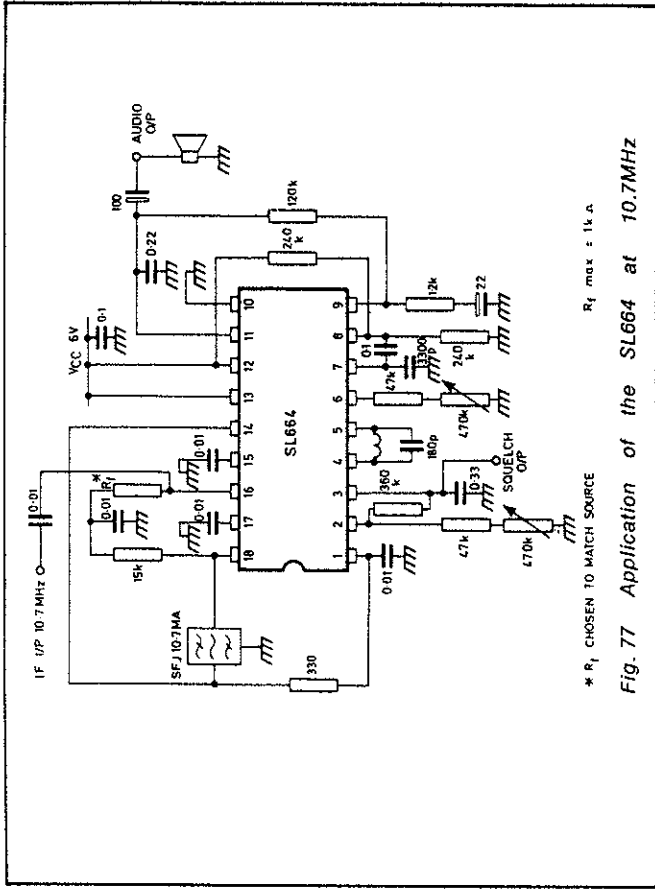 IF I/P 10·7MHz
0·01
15k
0·01
*
R₁
SFJ 10·7MA
330
0·01
0·01
VCC 6V
0·1
0·22
100
AUDIO
O/P
18
17
16
15
14
13
12
11
10
SL664
1
2
3
4
5
6
7
8
9
240
k
120k
0·01
360
k
0·33
180p
47k
470k
SQUELCH
O/P
47k
470k
3300
p
240
k
12k
* R₁ CHOSEN TO MATCH SOURCE
R₁ max = 1k Ω
Fig. 77 Application of the SL664 at 10.7MHz